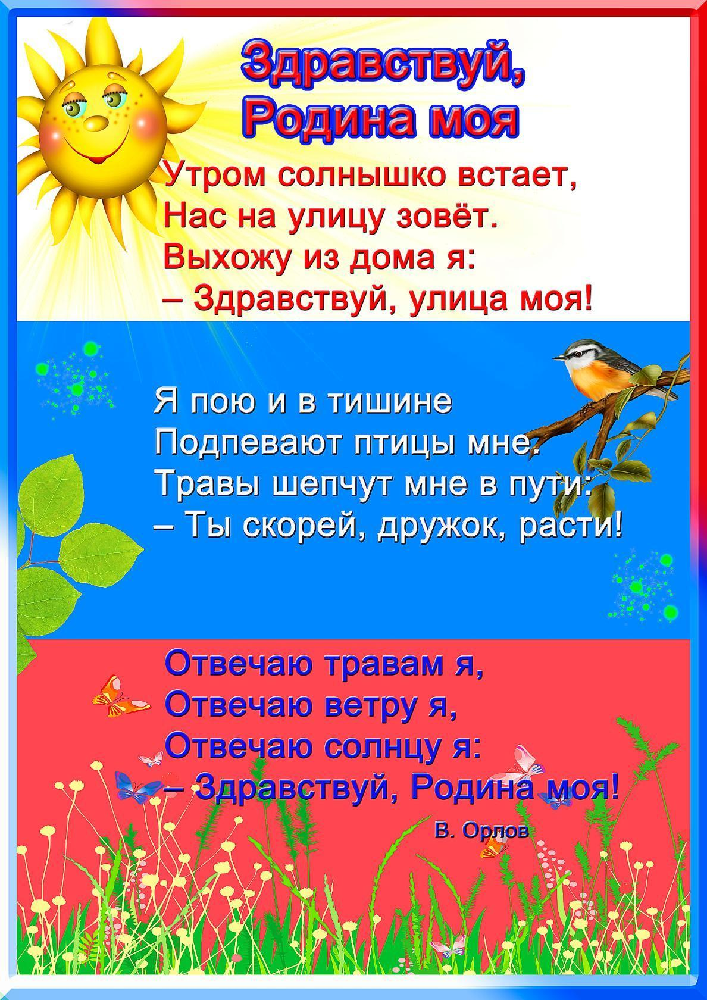 Здравствуй,
Родина моя
Утром солнышко встает,
Нас на улицу зовёт.
Выхожу из дома я:
– Здравствуй, улица моя!
Я пою и в тишине
Подпевают птицы мне.
Травы шепчут мне в пути:
– Ты скорей, дружок, расти!
Отвечаю травам я,
Отвечаю ветру я,
Отвечаю солнцу я:
– Здравствуй, Родина моя!
В. Орлов